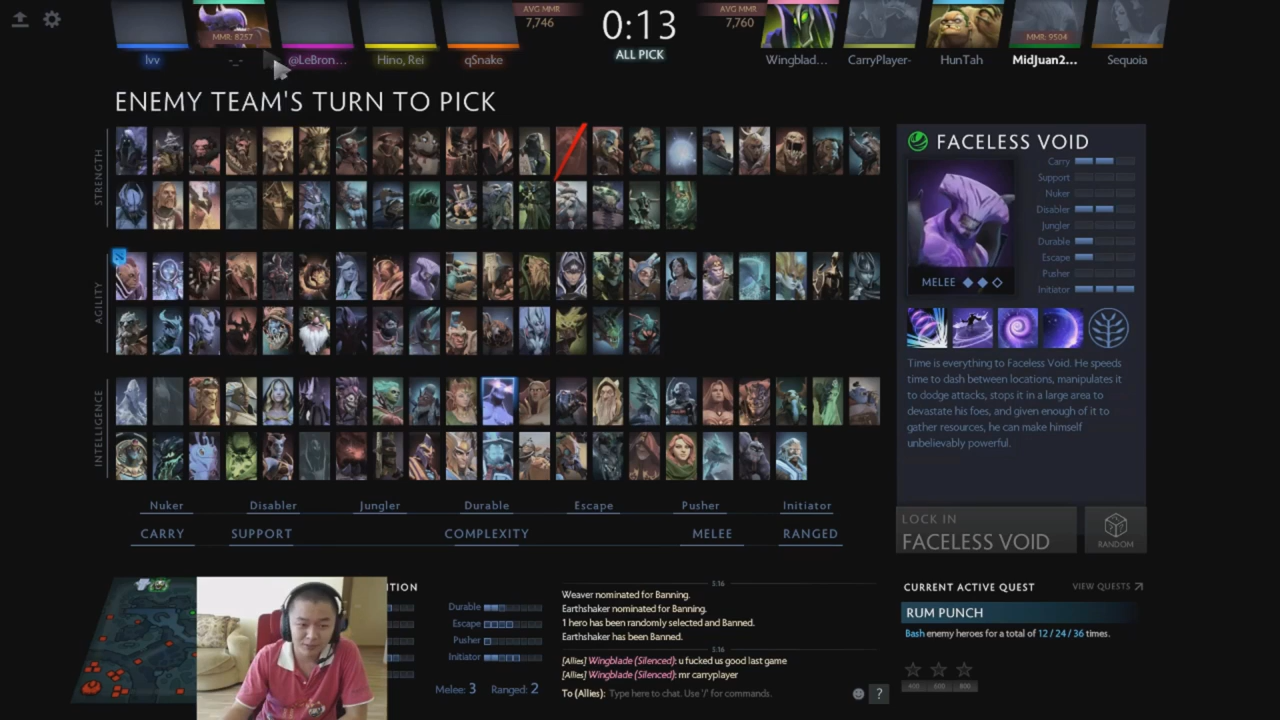 AVG MMR
7,746
0:13
ALL PICK
AVG MMR
7,760
MMR: 8257
MMR: 9504
lvv
-_-
@LeBron...
Hino, Rei
qSnake
Wingblad...
CarryPlayer-
HunTah
MidJuan2...
Sequoia
ENEMY TEAM'S TURN TO PICK
STRENGTH
AGILITY
INTELLIGENCE
FACELESS VOID
Carry
Support
Nuker
Disabler
Jungler
Durable
Escape
Pusher
Initiator
MELEE
Time is everything to Faceless Void. He speeds
time to dash between locations, manipulates it
to dodge attacks, stops it in a large area to
devastate his foes, and given enough of it to
gather resources, he can make himself
unbelievably powerful.
Nuker Disabler Jungler Durable Escape Pusher Initiator
CARRY SUPPORT COMPLEXITY MELEE RANGED
LOCK IN
FACELESS VOID
RANDOM
ITION
Durable
Escape
Pusher
Initiator
Melee: 3 Ranged: 2
5:16
Weaver nominated for Banning.
Earthshaker nominated for Banning.
1 hero has been randomly selected and Banned.
Earthshaker has been Banned.
5:16
[Allies] Wingblade (Silenced): u fucked us good last game
[Allies] Wingblade (Silenced): mr carryplayer
To (Allies): Type here to chat. Use '/' for commands.
?
CURRENT ACTIVE QUEST
VIEW QUESTS
RUM PUNCH
Bash enemy heroes for a total of 12 / 24 / 36 times.
400 600 800